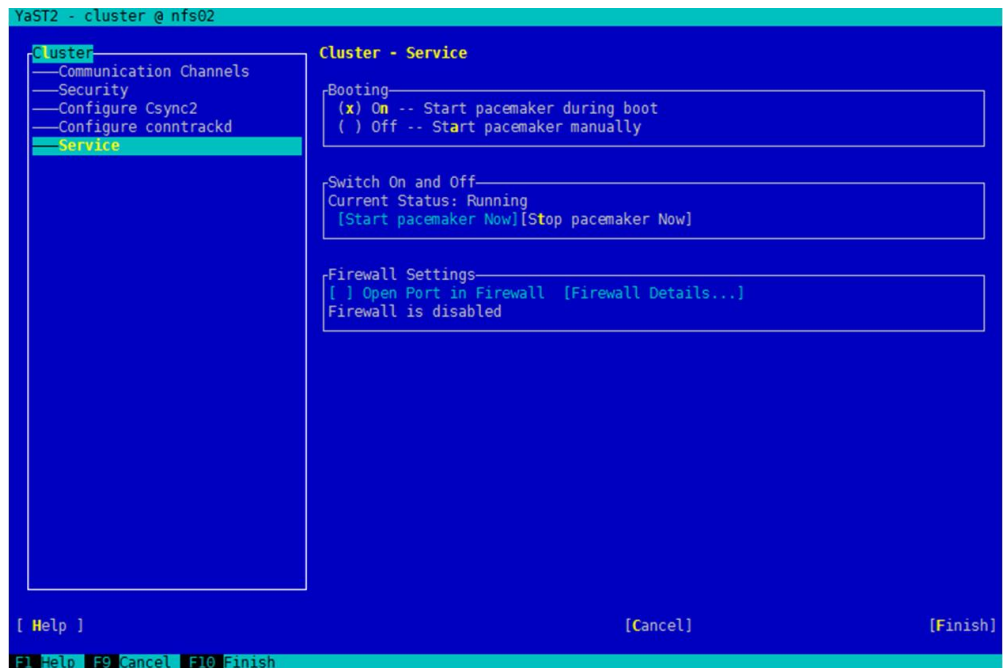 YaST2 - cluster @ nfs02
Cluster
Communication Channels
Security
Configure Csync2
Configure conntrackd
Service
Cluster - Service
Booting
(x) On -- Start pacemaker during boot
( ) Off -- Start pacemaker manually
Switch On and Off
Current Status: Running
[Start pacemaker Now][Stop pacemaker Now]
Firewall Settings
[ ] Open Port in Firewall [Firewall Details...]
Firewall is disabled
[ Help ] [Cancel] [Finish]
F1 Help F9 Cancel F10 Finish